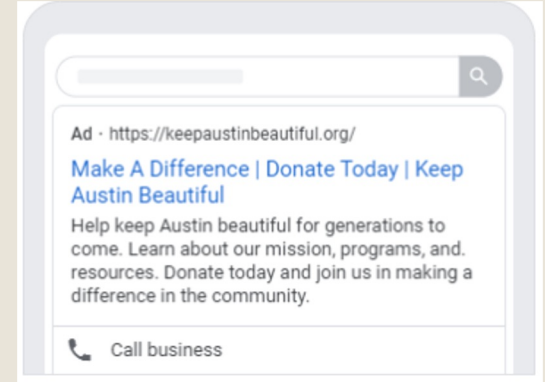 Ad · https://keepaustinbeautiful.org/
Make A Difference | Donate Today | Keep
Austin Beautiful
Help keep Austin beautiful for generations to
come. Learn about our mission, programs, and.
resources. Donate today and join us in making a
difference in the community.
Call business